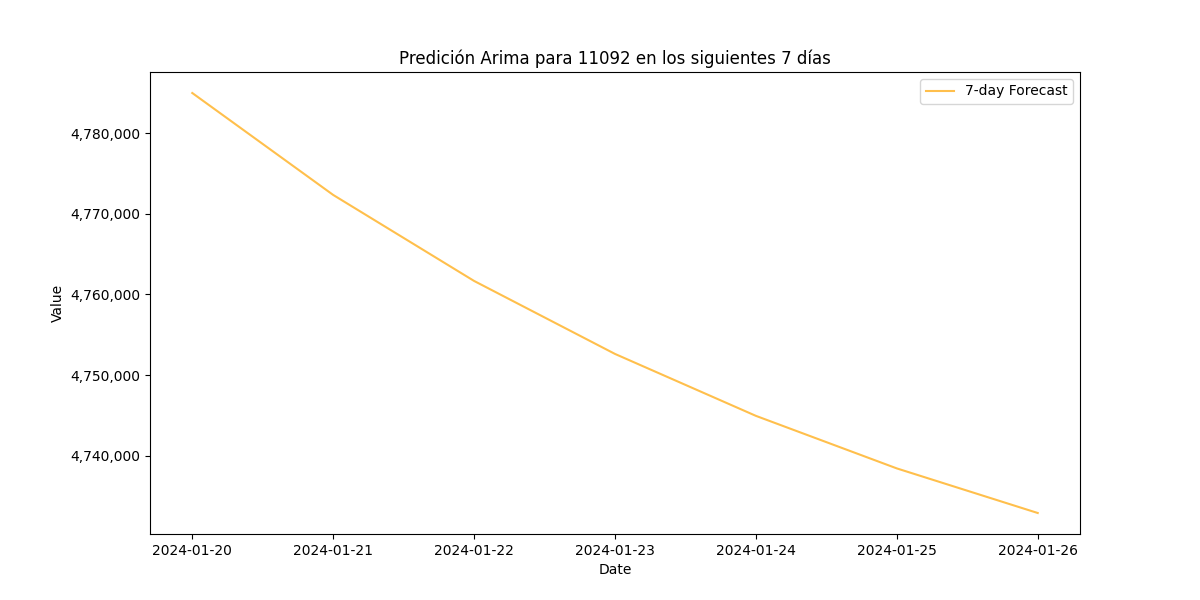 Predición Arima para 11092 en los siguientes 7 días
7-day Forecast
4,780,000
4,770,000
4,760,000
4,750,000
4,740,000
Value
2024-01-20 2024-01-21 2024-01-22 2024-01-23 2024-01-24 2024-01-25 2024-01-26
Date